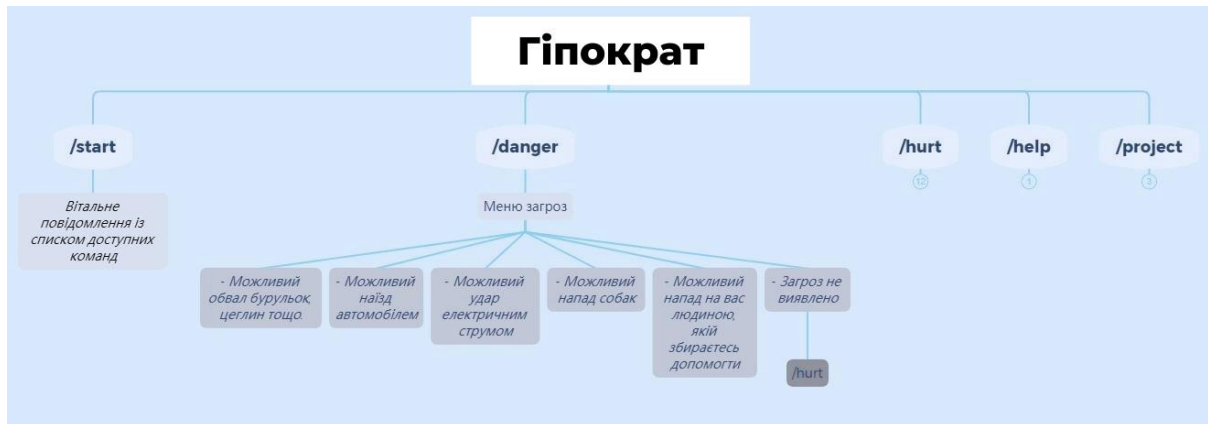 Гіпократ
/start
/danger
/hurt
/help
/project
12
1
3
Вітальне
повідомлення із
списком доступних
команд
Меню загроз
- Можливий
обвал бурульок,
цеглин тощо.
- Можливий
наїзд
автомобілем
- Можливий
удар
електричним
струмом
- Можливий
напад собак
- Можливий
напад на вас
людиною,
якій
збираєтесь
допомогти
- Загроз не
виявлено
/hurt